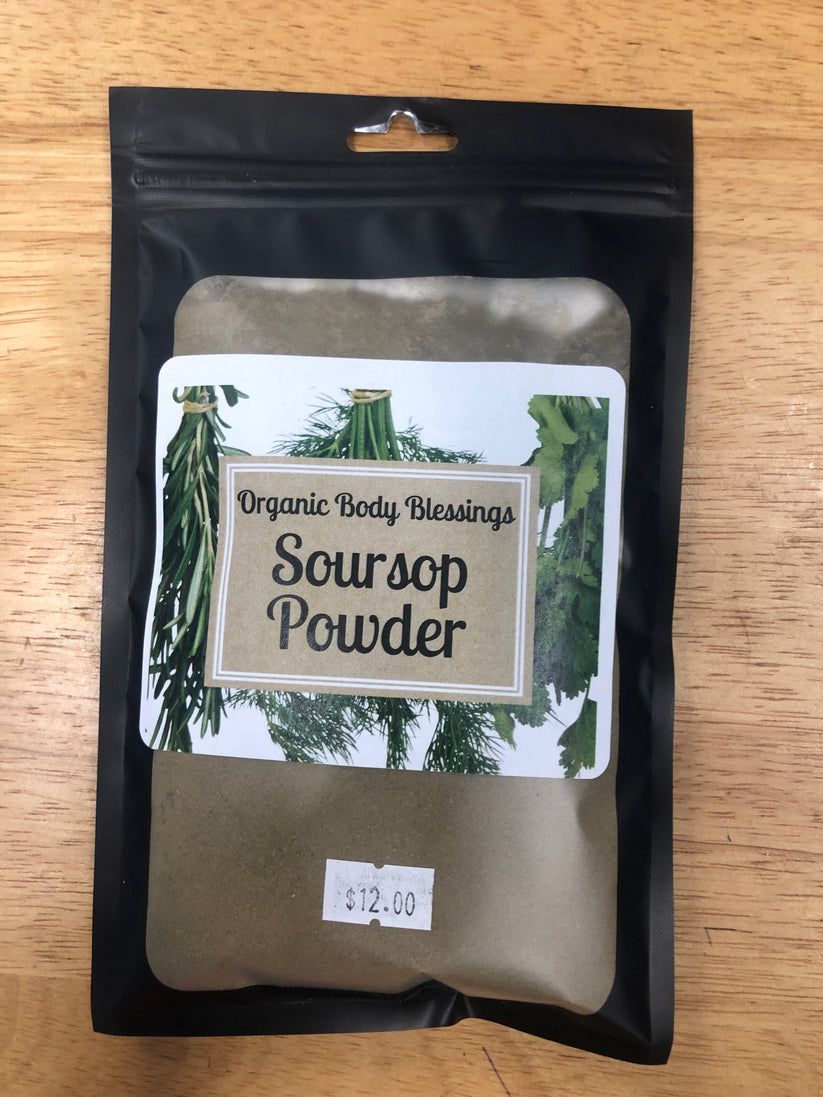 Organic Body Blessings
Soursop
Powder
$12.00